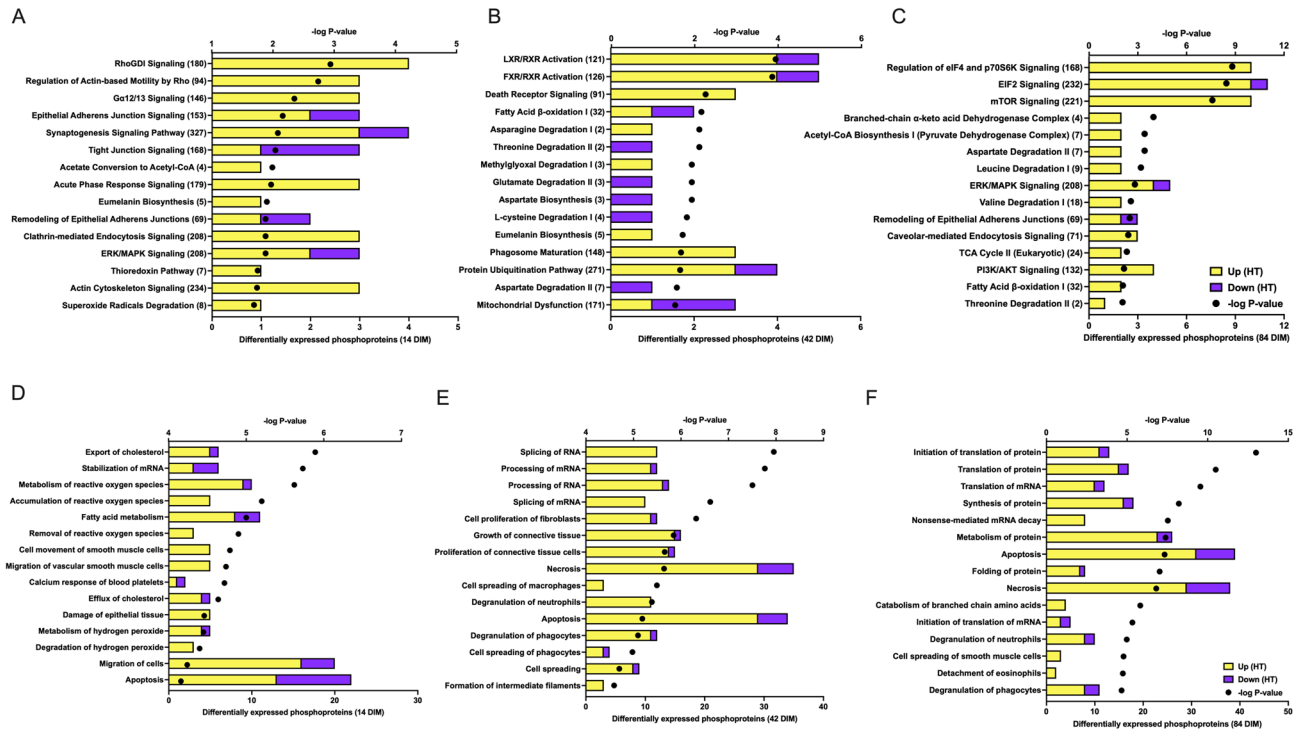 A
-log P-value
1 2 3 4 5
RhoGDI Signaling (180)
Regulation of Actin-based Motility by Rho (94)
Gα12/13 Signaling (146)
Epithelial Adherens Junction Signaling (153)
Synaptogenesis Signaling Pathway (327)
Tight Junction Signaling (168)
Acetate Conversion to Acetyl-CoA (4)
Acute Phase Response Signaling (179)
Eumelanin Biosynthesis (5)
Remodeling of Epithelial Adherens Junctions (69)
Clathrin-mediated Endocytosis Signaling (208)
ERK/MAPK Signaling (208)
Thioredoxin Pathway (7)
Actin Cytoskeleton Signaling (234)
Superoxide Radicals Degradation (8)
0 1 2 3 4 5
Differentially expressed phosphoproteins (14 DIM)
B
-log P-value
0 2 4 6
LXR/RXR Activation (121)
FXR/RXR Activation (126)
Death Receptor Signaling (91)
Fatty Acid β-oxidation I (32)
Asparagine Degradation I (2)
Threonine Degradation II (2)
Methylglyoxal Degradation I (3)
Glutamate Degradation II (3)
Aspartate Biosynthesis (3)
L-cysteine Degradation I (4)
Eumelanin Biosynthesis (5)
Phagosome Maturation (148)
Protein Ubiquitination Pathway (271)
Aspartate Degradation II (7)
Mitochondrial Dysfunction (171)
0 2 4 6
Differentially expressed phosphoproteins (42 DIM)
C
-log P-value
0 3 6 9 12
Regulation of eIF4 and p70S6K Signaling (168)
EIF2 Signaling (232)
mTOR Signaling (221)
Branched-chain α-keto acid Dehydrogenase Complex (4)
Acetyl-CoA Biosynthesis I (Pyruvate Dehydrogenase Complex) (7)
Aspartate Degradation II (7)
Leucine Degradation I (9)
ERK/MAPK Signaling (208)
Valine Degradation I (18)
Remodeling of Epithelial Adherens Junctions (69)
Caveolar-mediated Endocytosis Signaling (71)
TCA Cycle II (Eukaryotic) (24)
PI3K/AKT Signaling (132)
Fatty Acid β-oxidation I (32)
Threonine Degradation II (2)
Up (HT)
Down (HT)
-log P-value
0 3 6 9 12
Differentially expressed phosphoproteins (84 DIM)
D
-log P-value
4 5 6 7
Export of cholesterol
Stabilization of mRNA
Metabolism of reactive oxygen species
Accumulation of reactive oxygen species
Fatty acid metabolism
Removal of reactive oxygen species
Cell movement of smooth muscle cells
Migration of vascular smooth muscle cells
Calcium response of blood platelets
Efflux of cholesterol
Damage of epithelial tissue
Metabolism of hydrogen peroxide
Degradation of hydrogen peroxide
Migration of cells
Apoptosis
0 10 20 30
Differentially expressed phosphoproteins (14 DIM)
E
-log P-value
4 5 6 7 8 9
Splicing of RNA
Processing of mRNA
Processing of RNA
Splicing of mRNA
Cell proliferation of fibroblasts
Growth of connective tissue
Proliferation of connective tissue cells
Necrosis
Cell spreading of macrophages
Degranulation of neutrophils
Apoptosis
Degranulation of phagocytes
Cell spreading of phagocytes
Cell spreading
Formation of intermediate filaments
0 10 20 30 40
Differentially expressed phosphoproteins (42 DIM)
F
-log P-value
0 5 10 15
Initiation of translation of protein
Translation of protein
Translation of mRNA
Synthesis of protein
Nonsense-mediated mRNA decay
Metabolism of protein
Apoptosis
Folding of protein
Necrosis
Catabolism of branched chain amino acids
Initiation of translation of mRNA
Degranulation of neutrophils
Cell spreading of smooth muscle cells
Detachment of eosinophils
Degranulation of phagocytes
Up (HT)
Down (HT)
-log P-value
0 10 20 30 40 50
Differentially expressed phosphoproteins (84 DIM)